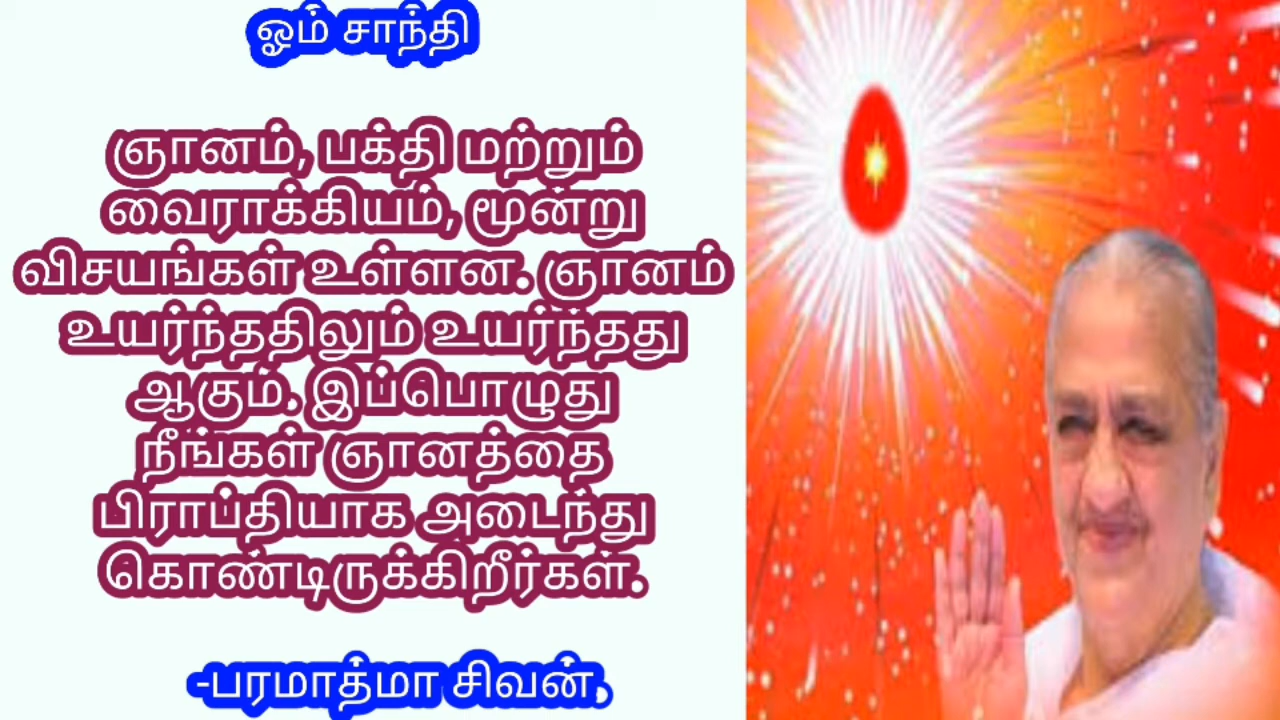 ஓம் சாந்தி
ஞானம், பக்தி மற்றும்
வைராக்கியம், மூன்று
விசயங்கள் உள்ளன. ஞானம்
உயர்ந்ததிலும் உயர்ந்தது
ஆகும். இப்பொழுது
நீங்கள் ஞானத்தை
பிராப்தியாக அடைந்து
கொண்டிருக்கிறீர்கள்.
-பரமாத்மா சிவன்.